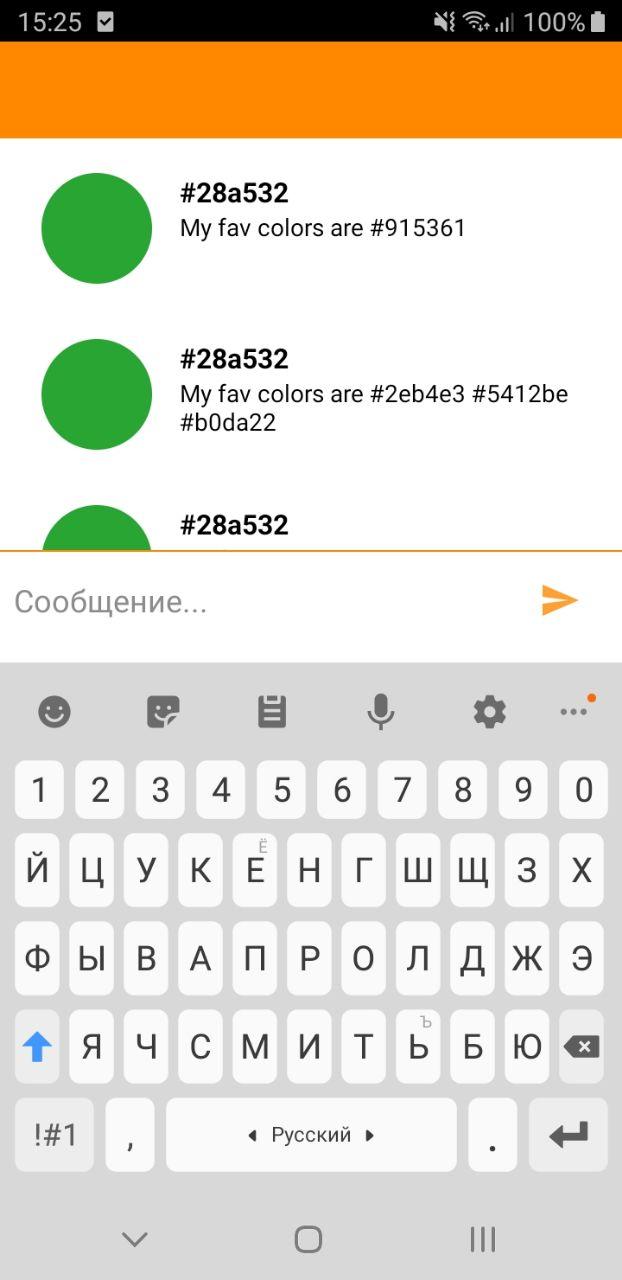 15:25 100%
#28a532
My fav colors are #915361
#28a532
My fav colors are #2eb4e3 #5412be
#b0da22
#28a532
Сообщение...
1 2 3 4 5 6 7 8 9 0
Ё
Й Ц У К Е Н Г Ш Щ З Х
Ф Ы В А П Р О Л Д Ж Э
Ъ
Я Ч С М И Т Ь Б Ю
!#1 , Русский .